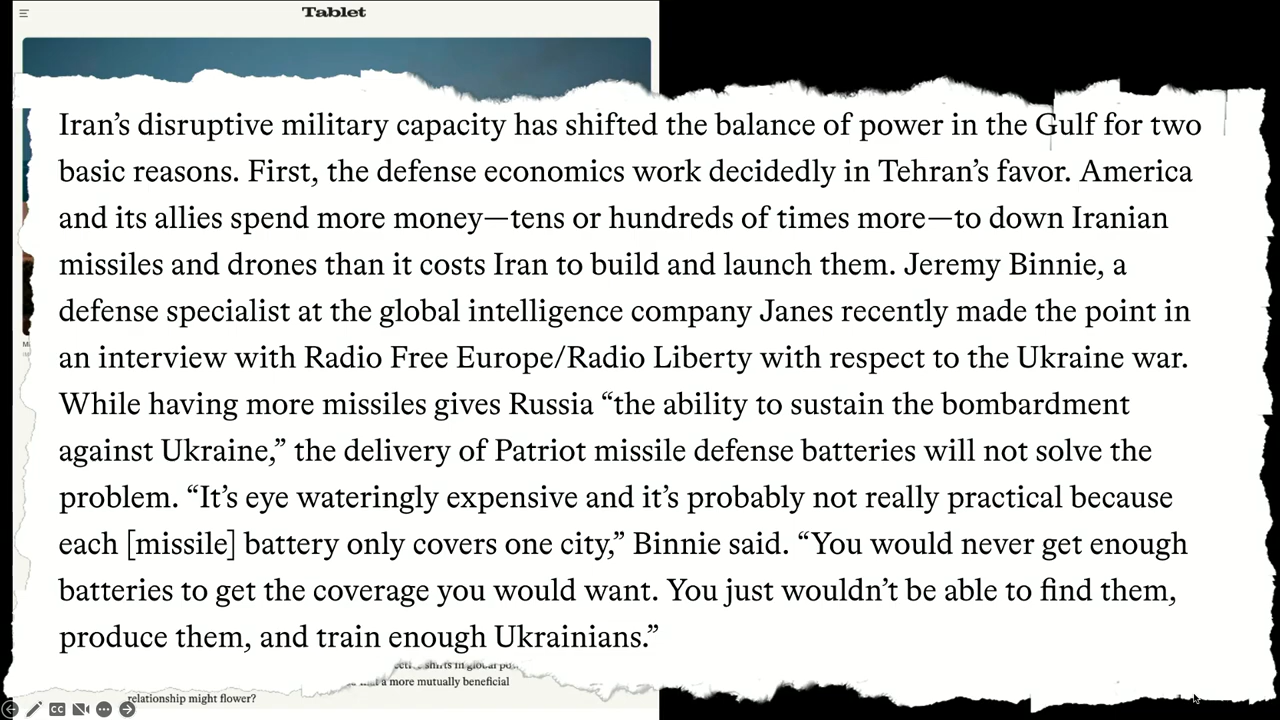 Tablet
Iran’s disruptive military capacity has shifted the balance of power in the Gulf for two
basic reasons. First, the defense economics work decidedly in Tehran’s favor. America
and its allies spend more money—tens or hundreds of times more—to down Iranian
missiles and drones than it costs Iran to build and launch them. Jeremy Binnie, a
defense specialist at the global intelligence company Janes recently made the point in
an interview with Radio Free Europe/Radio Liberty with respect to the Ukraine war.
While having more missiles gives Russia “the ability to sustain the bombardment
against Ukraine,” the delivery of Patriot missile defense batteries will not solve the
problem. “It’s eye wateringly expensive and it’s probably not really practical because
each [missile] battery only covers one city,” Binnie said. “You would never get enough
batteries to get the coverage you would want. You just wouldn’t be able to find them,
produce them, and train enough Ukrainians.”
shifts in global
a more mutually beneficial
relationship might flower?
CC